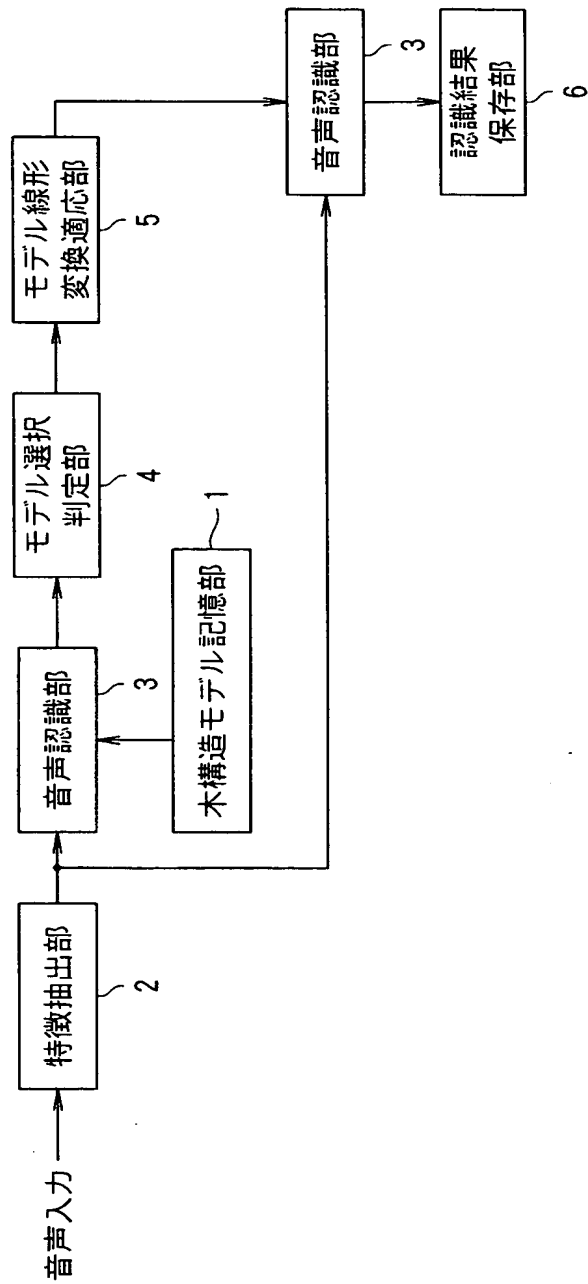 音声入力
特徴抽出部
2
音声認識部
3
木構造モデル記憶部
1
モデル選択
判定部
4
モデル線形
変換適応部
5
音声認識部
3
認識結果
保存部
6